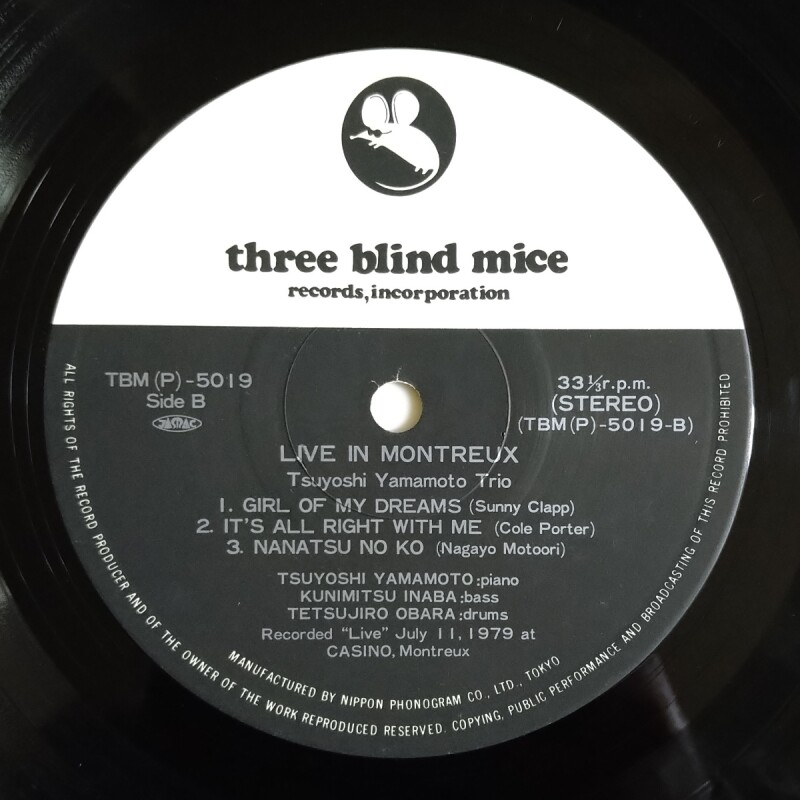 three blind mice
records, incorporation
TBM (P) -5019
Side B
JASRAC
33 ⅓ r.p.m.
(STEREO)
(TBM (P) -5019-B)
LIVE IN MONTREUX
Tsuyoshi Yamamoto Trio
1. GIRL OF MY DREAMS (Sunny Clapp)
2. IT'S ALL RIGHT WITH ME (Cole Porter)
3. NANATSU NO KO (Nagayo Motoori)
TSUYOSHI YAMAMOTO:piano
KUNIMITSU INABA:bass
TETSUJIRO OBARA:drums
Recorded "Live" July 11, 1979 at
CASINO, Montreux
MANUFACTURED BY NIPPON PHONOGRAM CO., LTD., TOKYO
ALL RIGHTS OF THE RECORD PRODUCER AND OF THE OWNER OF THE WORK REPRODUCED RESERVED. COPYING, PUBLIC PERFORMANCE AND BROADCASTING OF THIS RECORD PROHIBITED